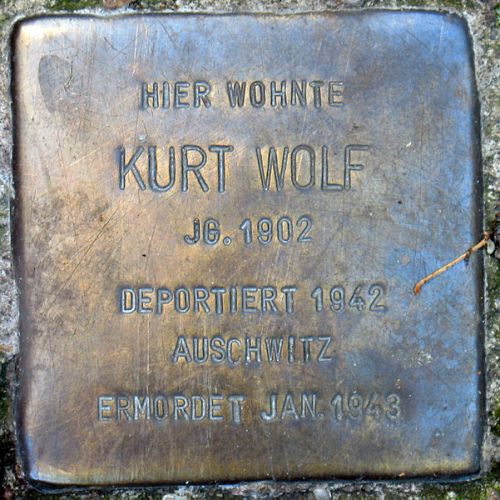 HIER WOHNTE
KURT WOLF
JG. 1902
DEPORTIERT 1942
AUSCHWITZ
ERMORDET JAN. 1943